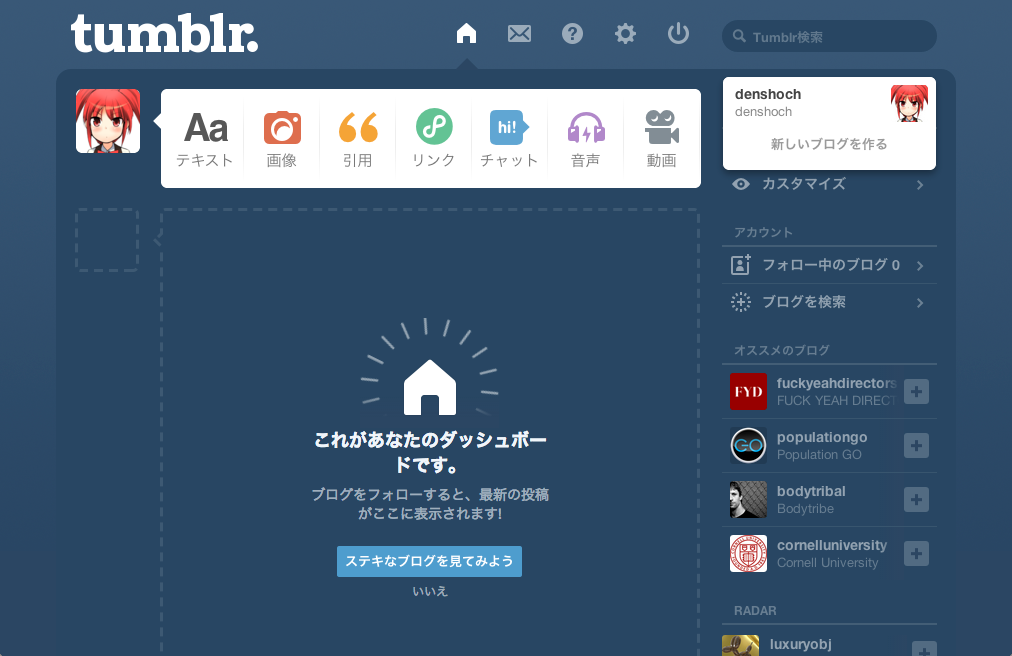 tumblr.
Tumblr検索
denshoch
denshoch
新しいブログを作る
Aa
テキスト
画像
引用
リンク
hi!
チャット
音声
動画
カスタマイズ
アカウント
フォロー中のブログ 0
ブログを検索
オススメのブログ
FYD
fuckyeahdirectors
FUCK YEAH DIRECT
GO
populationgo
Population GO
bodytribal
Bodytribe
cornelluniversity
Cornell University
RADAR
luxuryobj
これがあなたのダッシュボー
ドです。
ブログをフォローすると、最新の投稿
がここに表示されます!
ステキなブログを見てみよう
いいえ